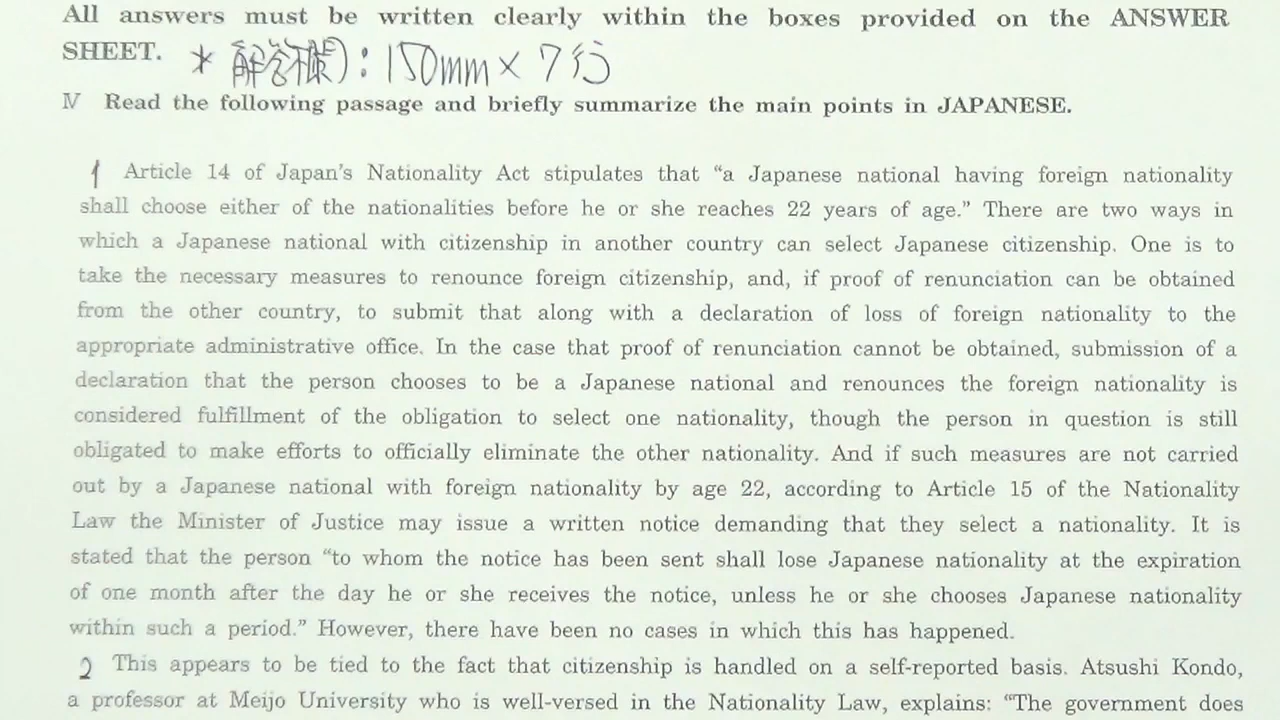 All answers must be written clearly within the boxes provided on the ANSWER
SHEET. * 解答欄): 150mm × 7行
Ⅳ Read the following passage and briefly summarize the main points in JAPANESE.
1 Article 14 of Japan's Nationality Act stipulates that “a Japanese national having foreign nationality
shall choose either of the nationalities before he or she reaches 22 years of age.” There are two ways in
which a Japanese national with citizenship in another country can select Japanese citizenship. One is to
take the necessary measures to renounce foreign citizenship, and, if proof of renunciation can be obtained
from the other country, to submit that along with a declaration of loss of foreign nationality to the
appropriate administrative office. In the case that proof of renunciation cannot be obtained, submission of a
declaration that the person chooses to be a Japanese national and renounces the foreign nationality is
considered fulfillment of the obligation to select one nationality, though the person in question is still
obligated to make efforts to officially eliminate the other nationality. And if such measures are not carried
out by a Japanese national with foreign nationality by age 22, according to Article 15 of the Nationality
Law the Minister of Justice may issue a written notice demanding that they select a nationality. It is
stated that the person “to whom the notice has been sent shall lose Japanese nationality at the expiration
of one month after the day he or she receives the notice, unless he or she chooses Japanese nationality
within such a period.” However, there have been no cases in which this has happened.
2 This appears to be tied to the fact that citizenship is handled on a self-reported basis. Atsushi Kondo,
a professor at Meijo University who is well-versed in the Nationality Law, explains: “The government does